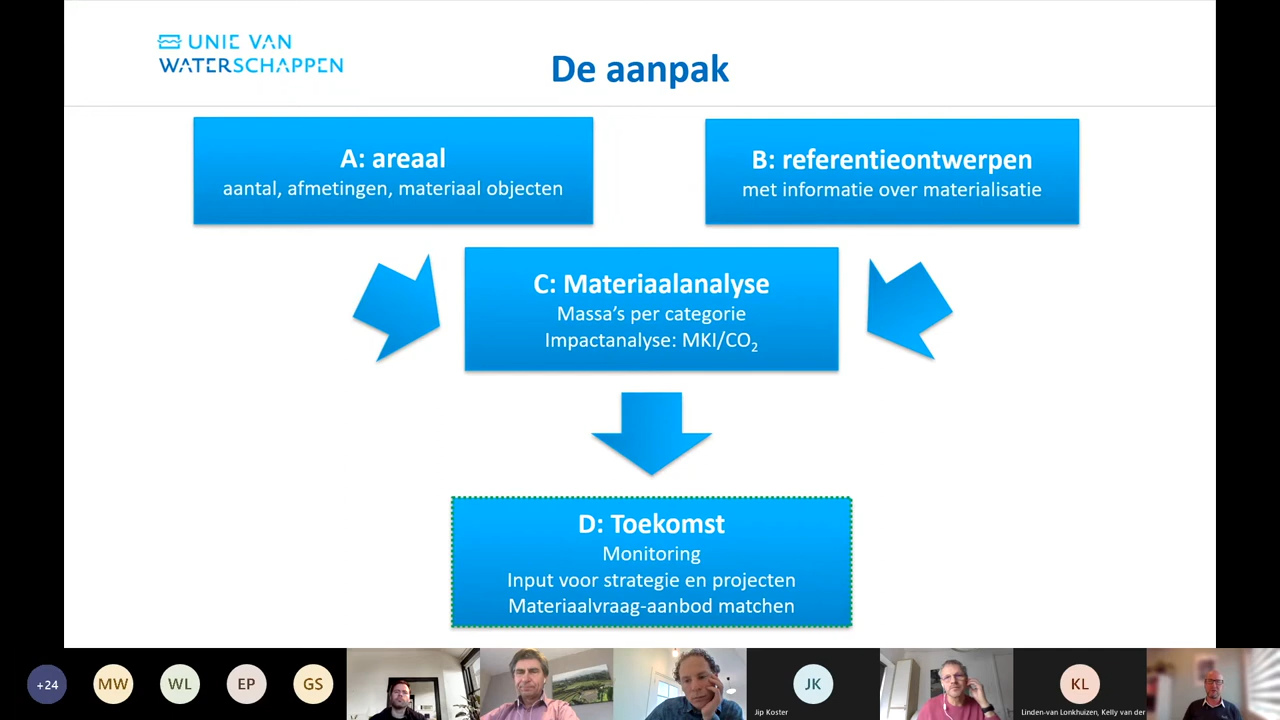 UNIE VAN
WATERSCHAPPEN
De aanpak
A: areaal
aantal, afmetingen, materiaal objecten
B: referentieontwerpen
met informatie over materialisatie
C: Materiaalanalyse
Massa's per categorie
Impactanalyse: MKI/CO₂
D: Toekomst
Monitoring
Input voor strategie en projecten
Materiaalvraag-aanbod matchen
+24
MW
WL
EP
GS
JK
Jip Koster
KL
Linden-van Lonkhuizen, Kelly van der